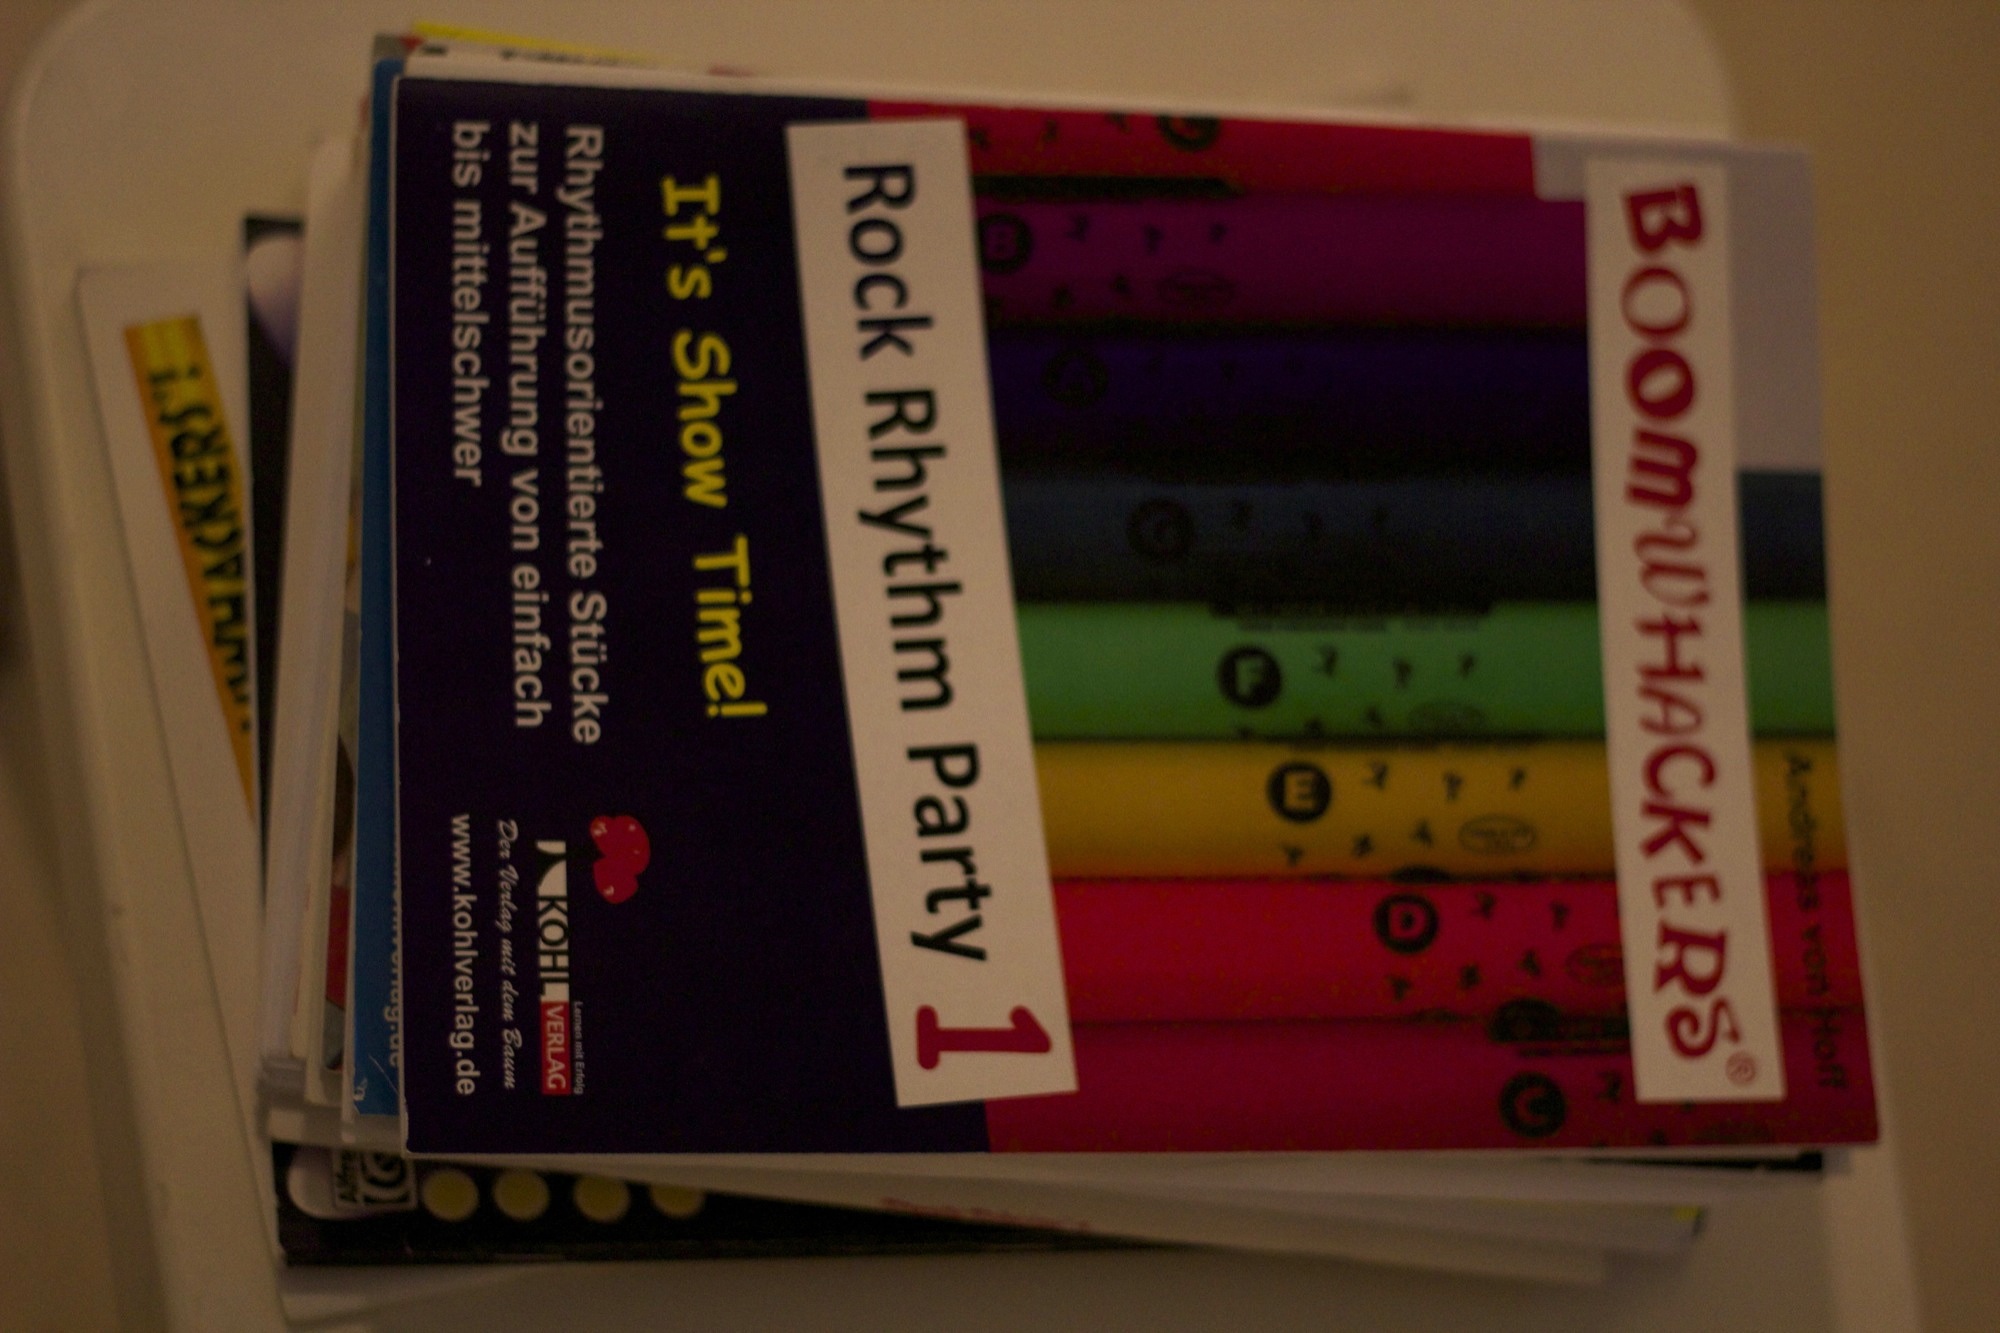 Andreas von Hoff
BOOMWHACKERS®
C
D
E
F
G
Rock Rhythm Party 1
It's Show Time!
Rhythmusorientierte Stücke
zur Aufführung von einfach
bis mittelschwer
Lernen mit Erfolg
KOHL VERLAG
Der Verlag mit dem Baum
www.kohlverlag.de